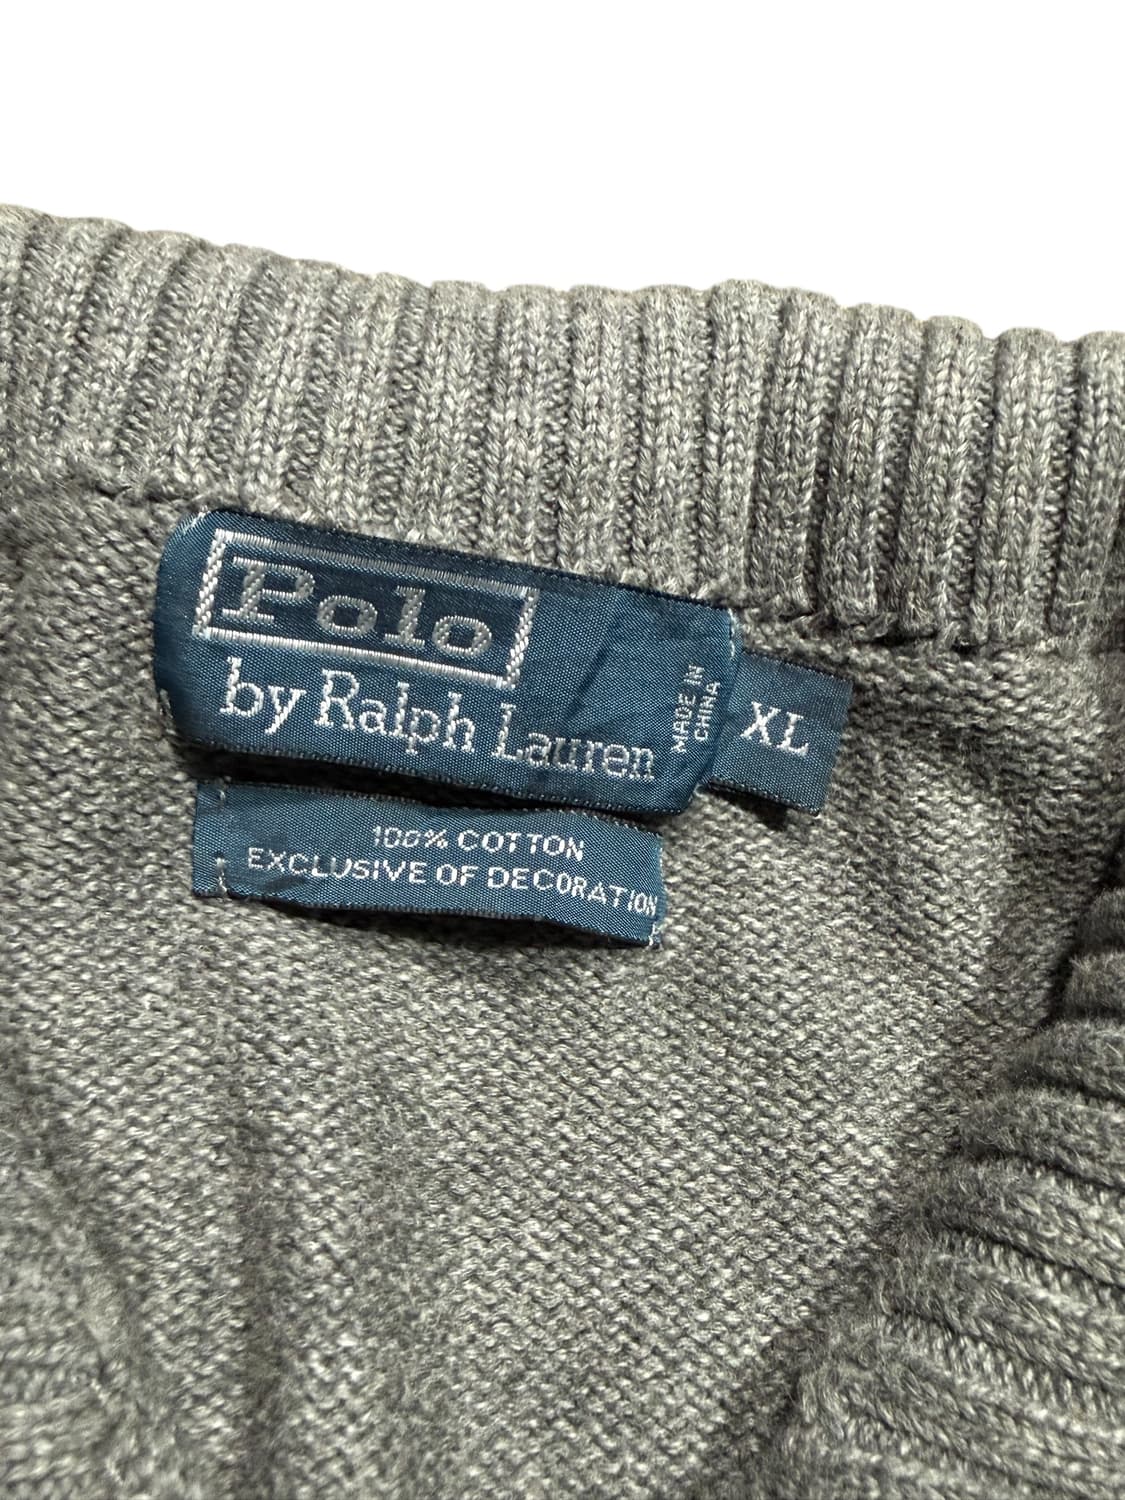 Polo
by Ralph Lauren
MADE IN
CHINA
XL
100% COTTON
EXCLUSIVE OF DECORATION